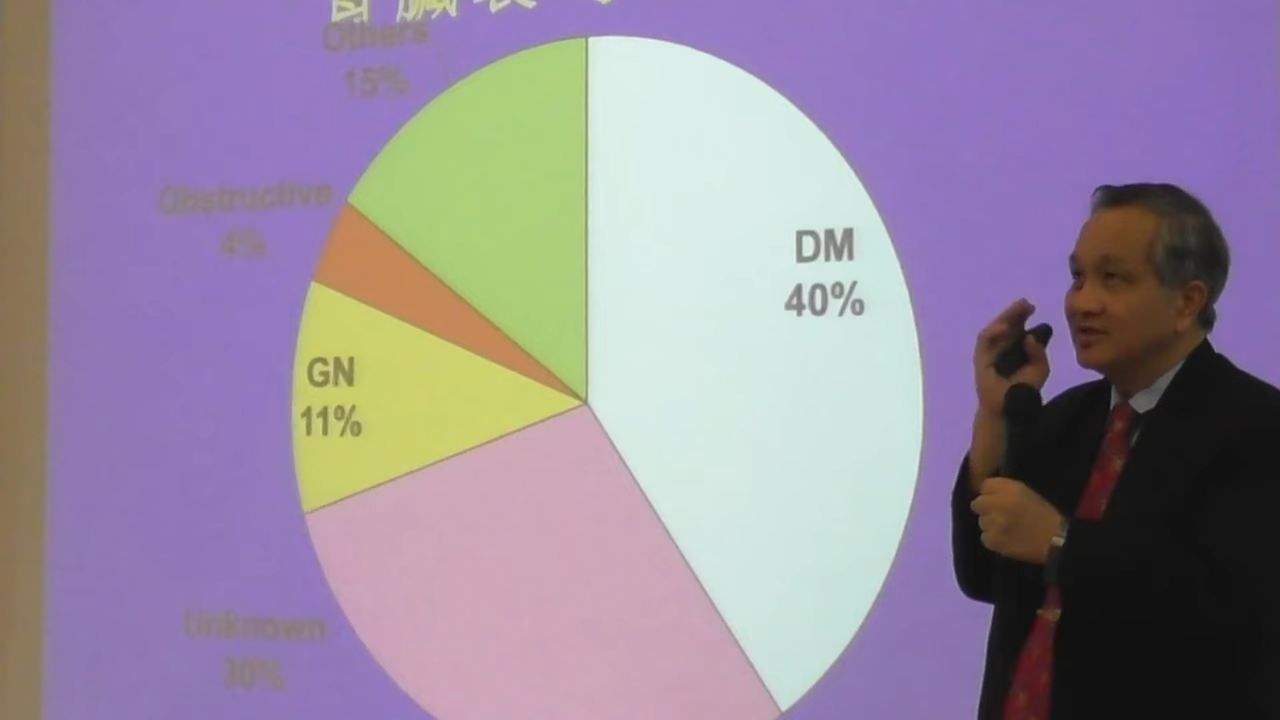 Others
15%
DM
40%
Obstructive
4%
GN
11%
Unknown
30%